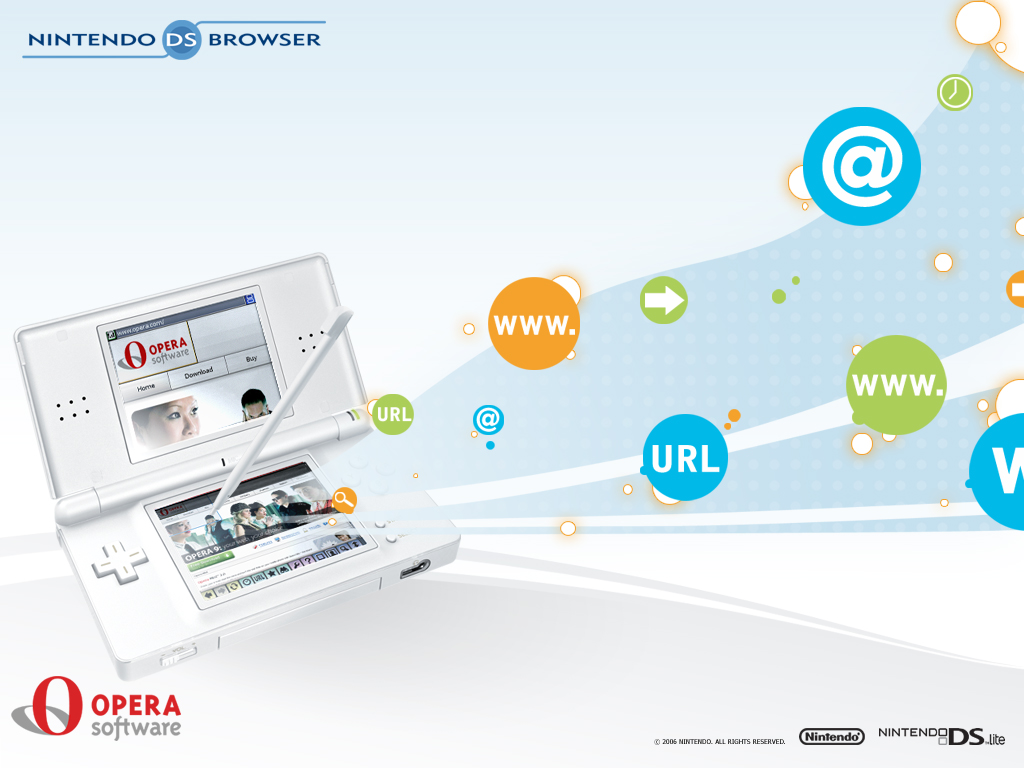 NINTENDO DS BROWSER
@
WWW.
URL
@
WWW.
URL
W
www.opera.com/
OPERA
software
Home Download Buy
OPERA 9:
OPERA
software
© 2006 NINTENDO. ALL RIGHTS RESERVED.
Nintendo®
NINTENDO DS lite